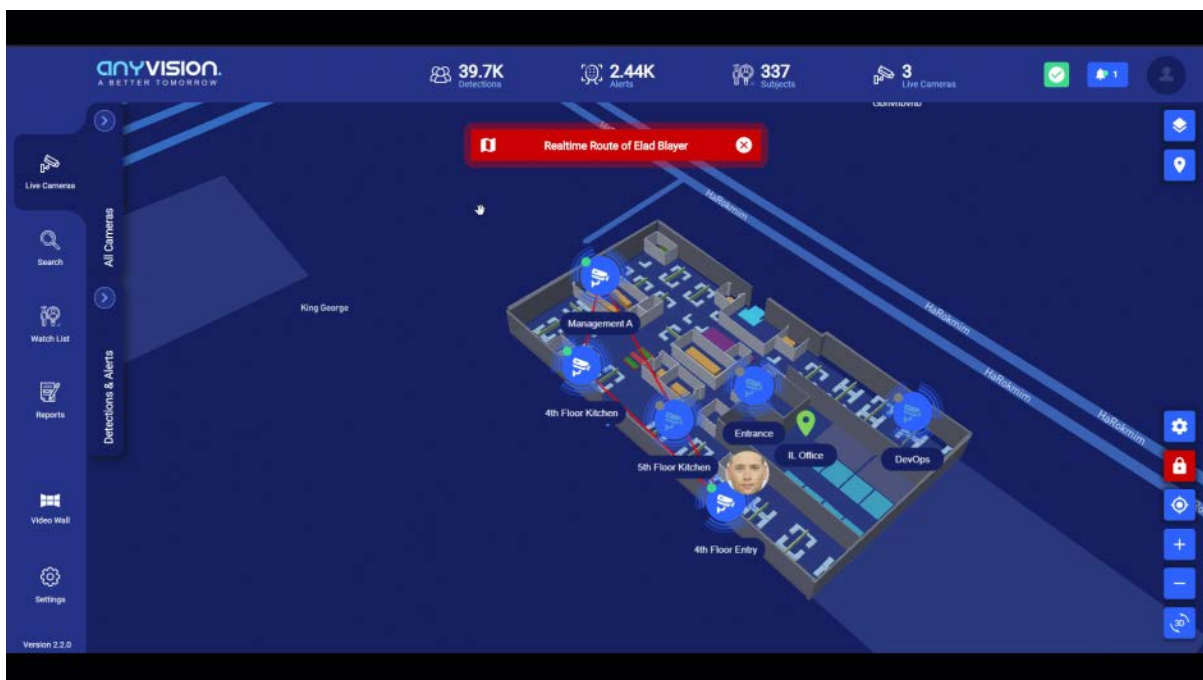 anyvision.
A BETTER TOMORROW
39.7K
Detections
2.44K
Alerts
337
Subjects
3
Live Cameras
1
Realtime Route of Elad Blayer
Live Cameras
All Cameras
Search
Watch List
Detections & Alerts
Reports
Video Wall
Settings
Version 2.2.0
King George
HaRokmim
HaRokmim
HaRokmim
HaRokmim
Management A
4th Floor Kitchen
5th Floor Kitchen
Entrance
IL Office
DevOps
4th Floor Entry
3D